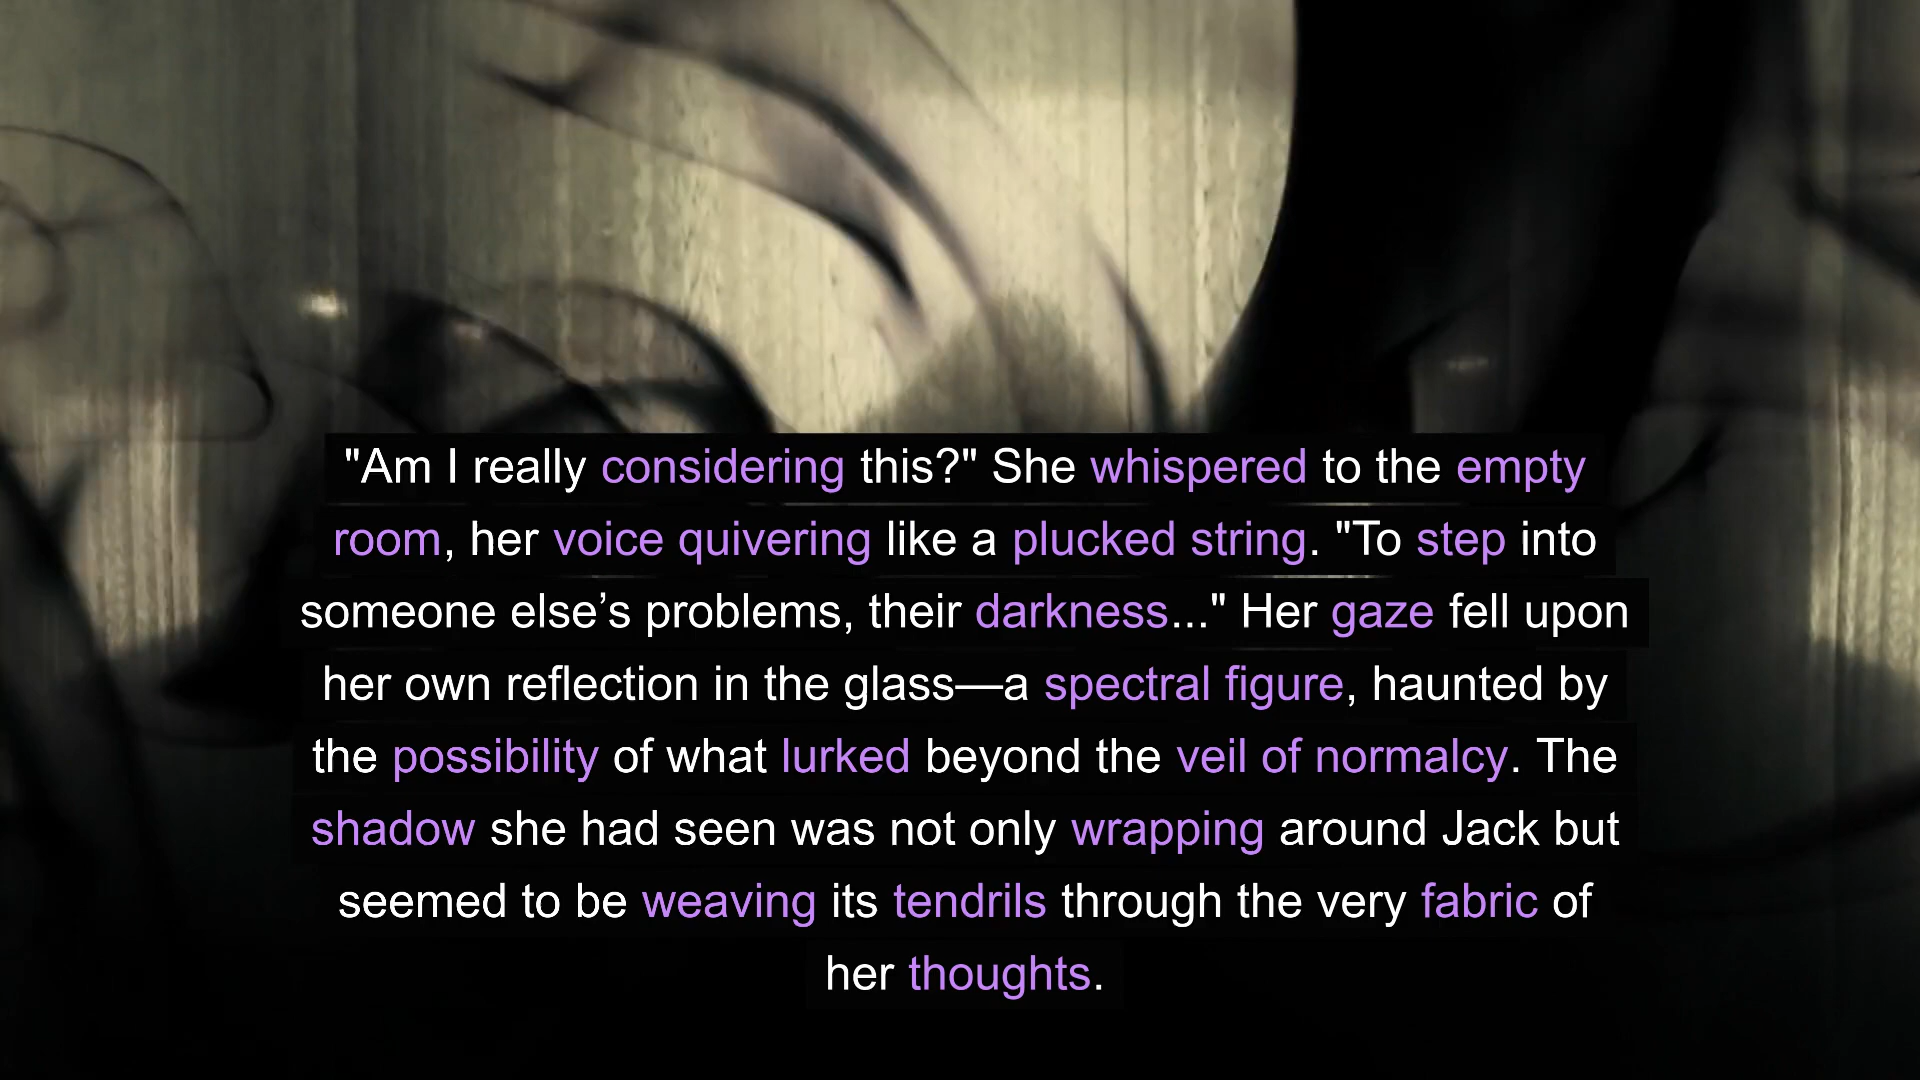 "Am I really considering this?" She whispered to the empty
room, her voice quivering like a plucked string. "To step into
someone else’s problems, their darkness..." Her gaze fell upon
her own reflection in the glass—a spectral figure, haunted by
the possibility of what lurked beyond the veil of normalcy. The
shadow she had seen was not only wrapping around Jack but
seemed to be weaving its tendrils through the very fabric of
her thoughts.